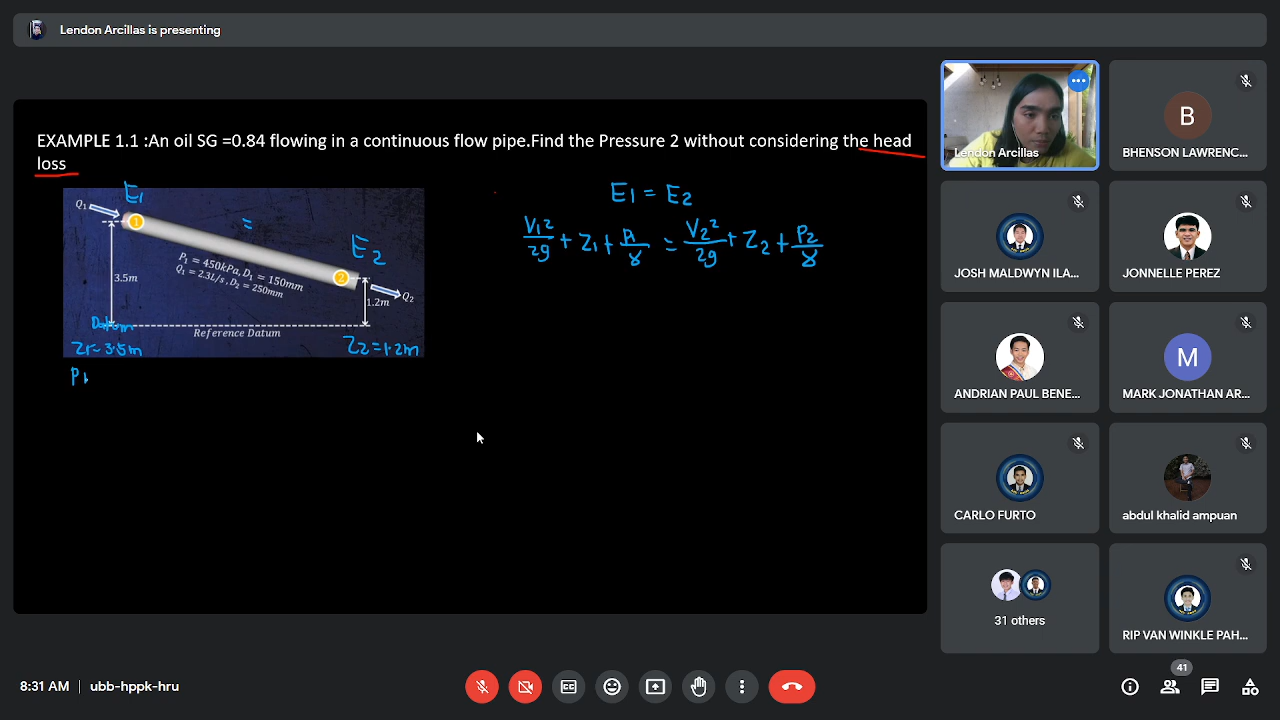 Lendon Arcillas is presenting
EXAMPLE 1.1 :An oil SG =0.84 flowing in a continuous flow pipe.Find the Pressure 2 without considering the head
loss
E1
=
E2
Q1
1
P1 = 450kPa, D1 = 150mm
Q1 = 2.3L/s , D2 = 250mm
2
Q2
3.5m
1.2m
Datum
Reference Datum
Z1=3.5m
Z2=1.2m
P1
E1 = E2
V1²/2g + Z1 + P1/γ = V2²/2g + Z2 + P2/γ
Lendon Arcillas
B
BHENSON LAWRENC...
JOSH MALDWYN ILA...
JONNELLE PEREZ
ANDRIAN PAUL BENE...
M
MARK JONATHAN AR...
CARLO FURTO
abdul khalid ampuan
31 others
RIP VAN WINKLE PAH...
8:31 AM | ubb-hppk-hru
41